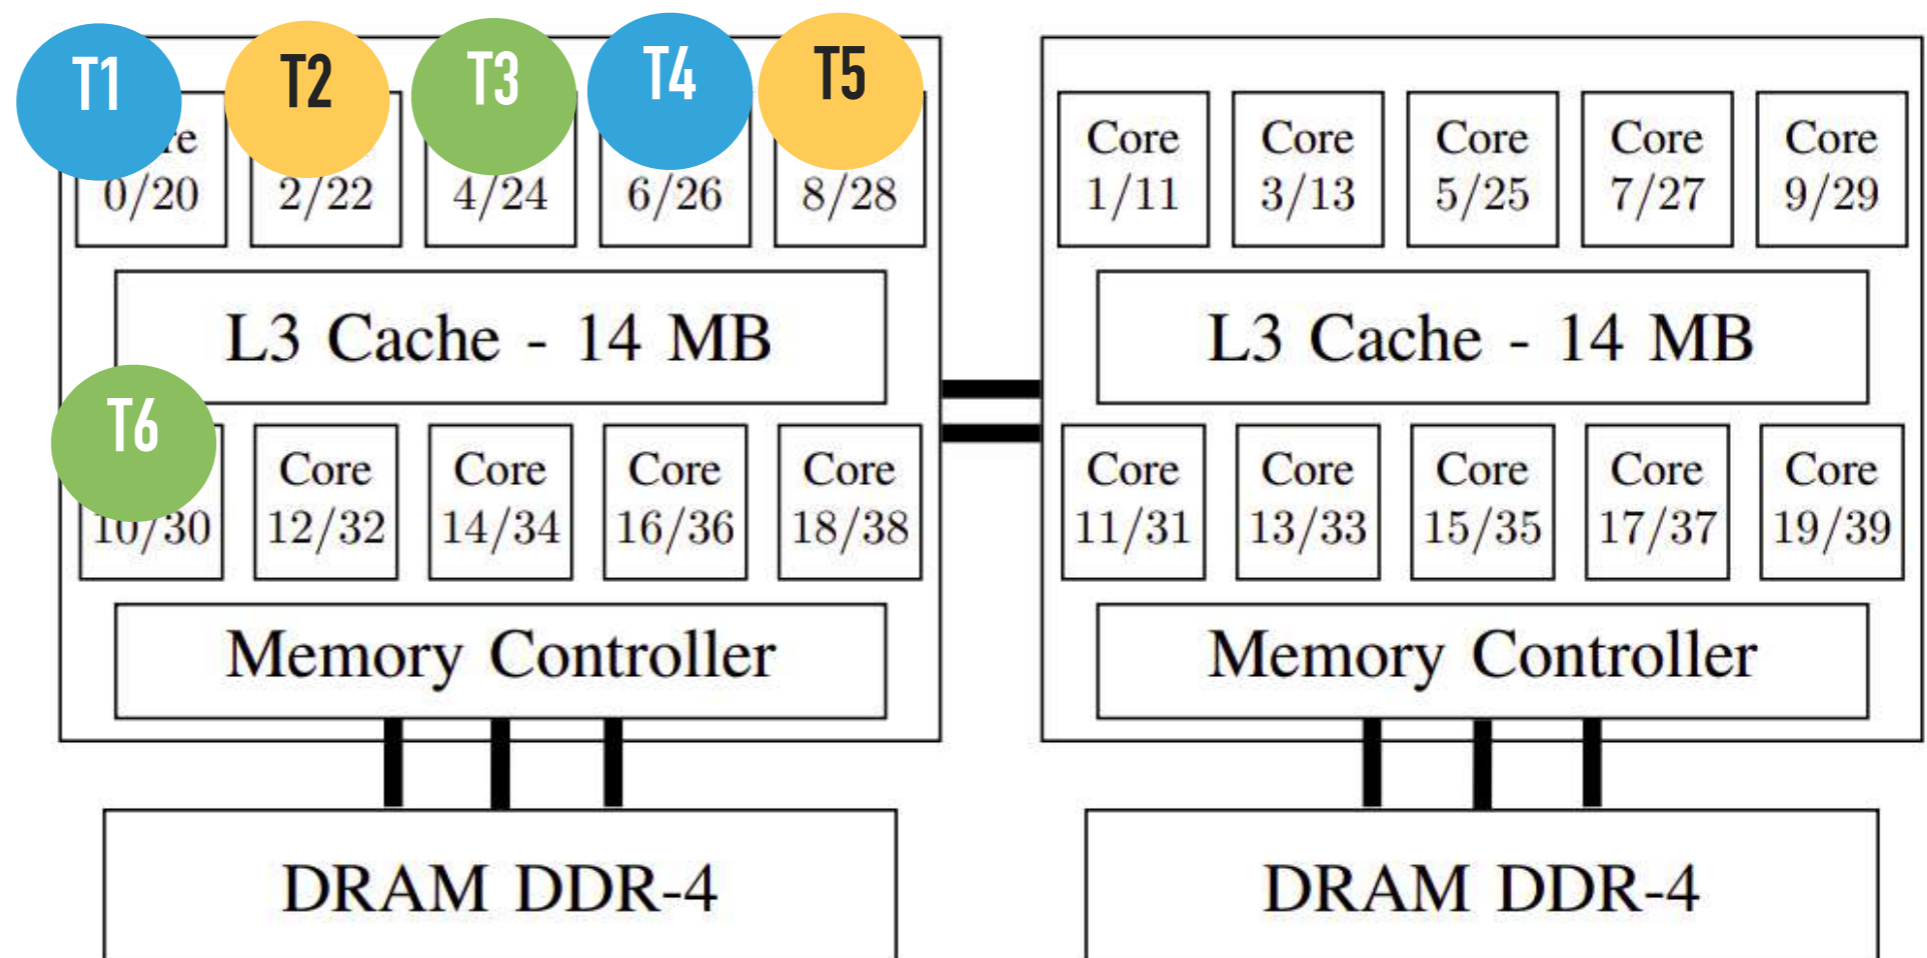 T1 T2 T3 T4 T5
0/20 2/22 4/24 6/26 8/28
L3 Cache - 14 MB
T6
Core Core Core Core
10/30 12/32 14/34 16/36 18/38
Memory Controller
DRAM DDR-4
Core Core Core Core Core
1/11 3/13 5/25 7/27 9/29
L3 Cache - 14 MB
Core Core Core Core Core
11/31 13/33 15/35 17/37 19/39
Memory Controller
DRAM DDR-4